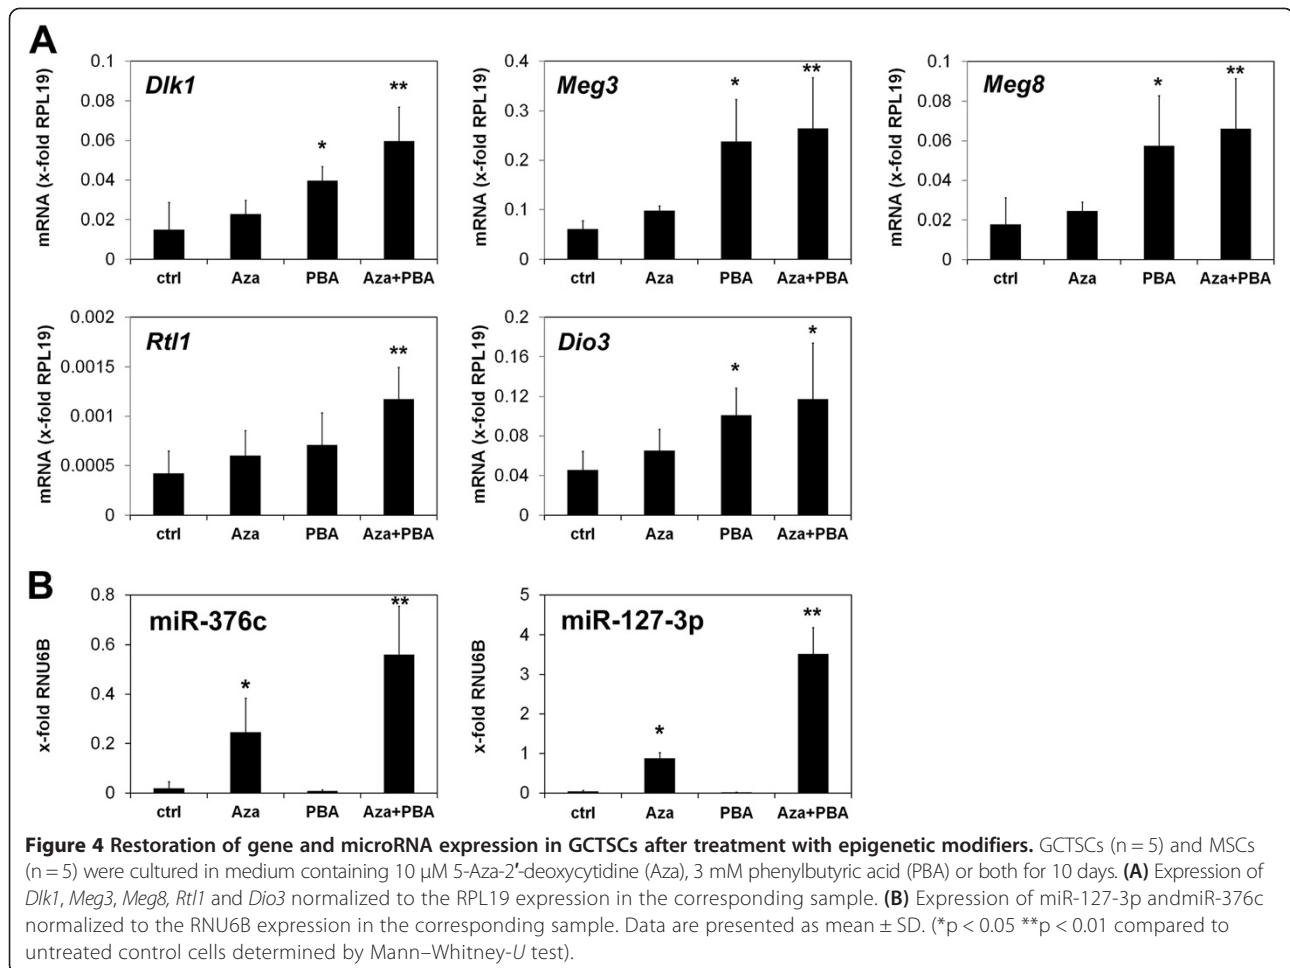 A
Dlk1
mRNA (x-fold RPL19)
0.1
0.08
0.06
0.04
0.02
0
*
**
ctrl Aza PBA Aza+PBA
Meg3
mRNA (x-fold RPL19)
0.4
0.3
0.2
0.1
0
*
**
ctrl Aza PBA Aza+PBA
Meg8
mRNA (x-fold RPL19)
0.1
0.08
0.06
0.04
0.02
0
*
**
ctrl Aza PBA Aza+PBA
Rtl1
mRNA (x-fold RPL19)
0.002
0.0015
0.001
0.0005
0
**
ctrl Aza PBA Aza+PBA
Dio3
mRNA (x-fold RPL19)
0.2
0.16
0.12
0.08
0.04
0
*
*
ctrl Aza PBA Aza+PBA
B
miR-376c
x-fold RNU6B
0.8
0.6
0.4
0.2
0
*
**
ctrl Aza PBA Aza+PBA
miR-127-3p
x-fold RNU6B
5
4
3
2
1
0
*
**
ctrl Aza PBA Aza+PBA
Figure 4 Restoration of gene and microRNA expression in GCTSCs after treatment with epigenetic modifiers. GCTSCs (n = 5) and MSCs
(n = 5) were cultured in medium containing 10 μM 5-Aza-2′-deoxycytidine (Aza), 3 mM phenylbutyric acid (PBA) or both for 10 days. (A) Expression of
Dlk1, Meg3, Meg8, Rtl1 and Dio3 normalized to the RPL19 expression in the corresponding sample. (B) Expression of miR-127-3p andmiR-376c
normalized to the RNU6B expression in the corresponding sample. Data are presented as mean ± SD. (*p < 0.05 **p < 0.01 compared to
untreated control cells determined by Mann–Whitney-U test).